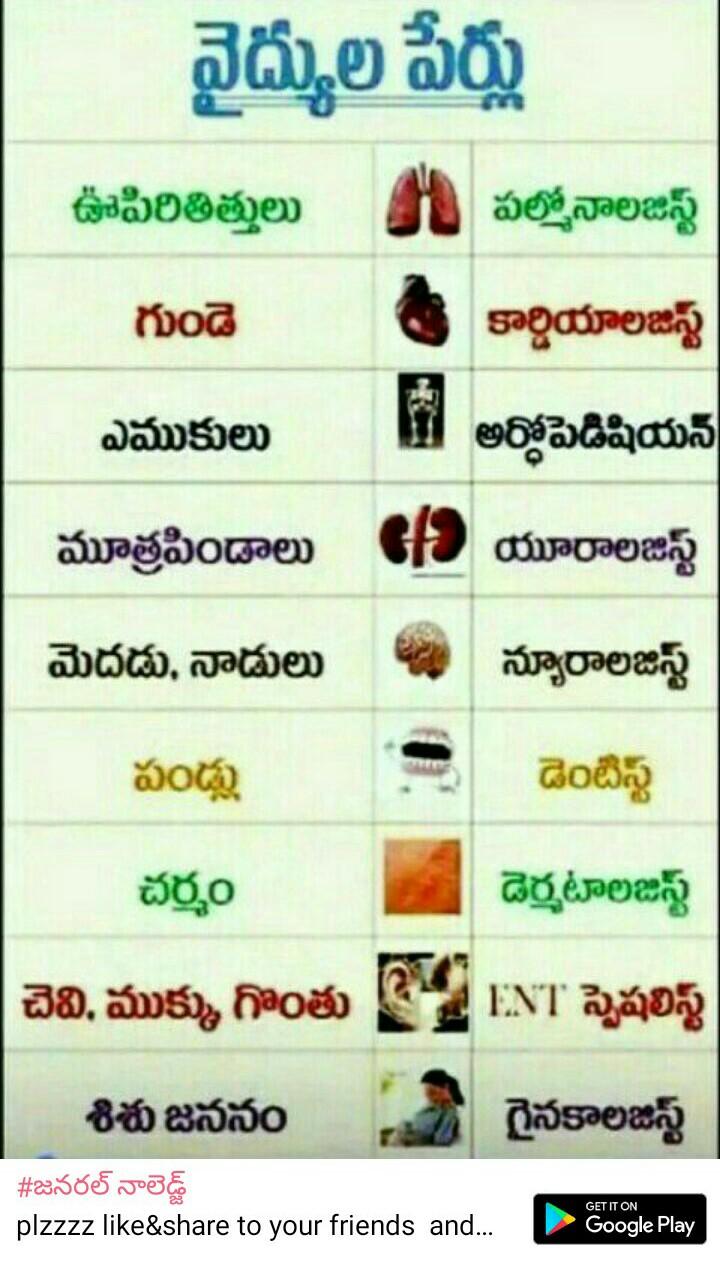 వైద్యుల పేర్లు
ఊపిరితిత్తులు పల్మోనాలజిస్ట్
గుండె కార్డియాలజిస్ట్
ఎముకులు అర్థోపెడిషియన్
మూత్రపిండాలు యూరాలజిస్ట్
మెదడు, నాడులు న్యూరాలజిస్ట్
పండ్లు డెంటిస్ట్
చర్మం డెర్మటాలజిస్ట్
చెవి, ముక్కు, గొంతు ENT స్పెషలిస్ట్
శిశు జననం గైనకాలజిస్ట్
#జనరల్ నాలెడ్జ్
plzzzz like&share to your friends and...
GET IT ON
Google Play